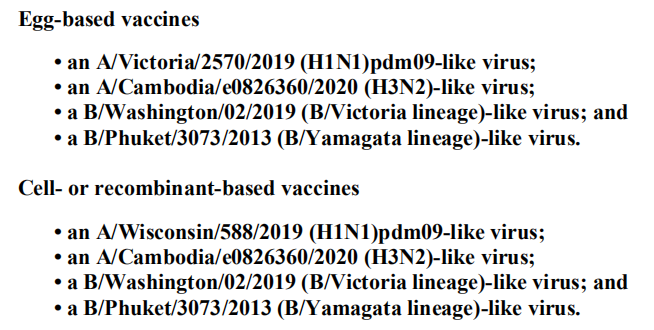 Egg-based vaccines
• an A/Victoria/2570/2019 (H1N1)pdm09-like virus;
• an A/Cambodia/e0826360/2020 (H3N2)-like virus;
• a B/Washington/02/2019 (B/Victoria lineage)-like virus; and
• a B/Phuket/3073/2013 (B/Yamagata lineage)-like virus.
Cell- or recombinant-based vaccines
• an A/Wisconsin/588/2019 (H1N1)pdm09-like virus;
• an A/Cambodia/e0826360/2020 (H3N2)-like virus;
• a B/Washington/02/2019 (B/Victoria lineage)-like virus; and
• a B/Phuket/3073/2013 (B/Yamagata lineage)-like virus.